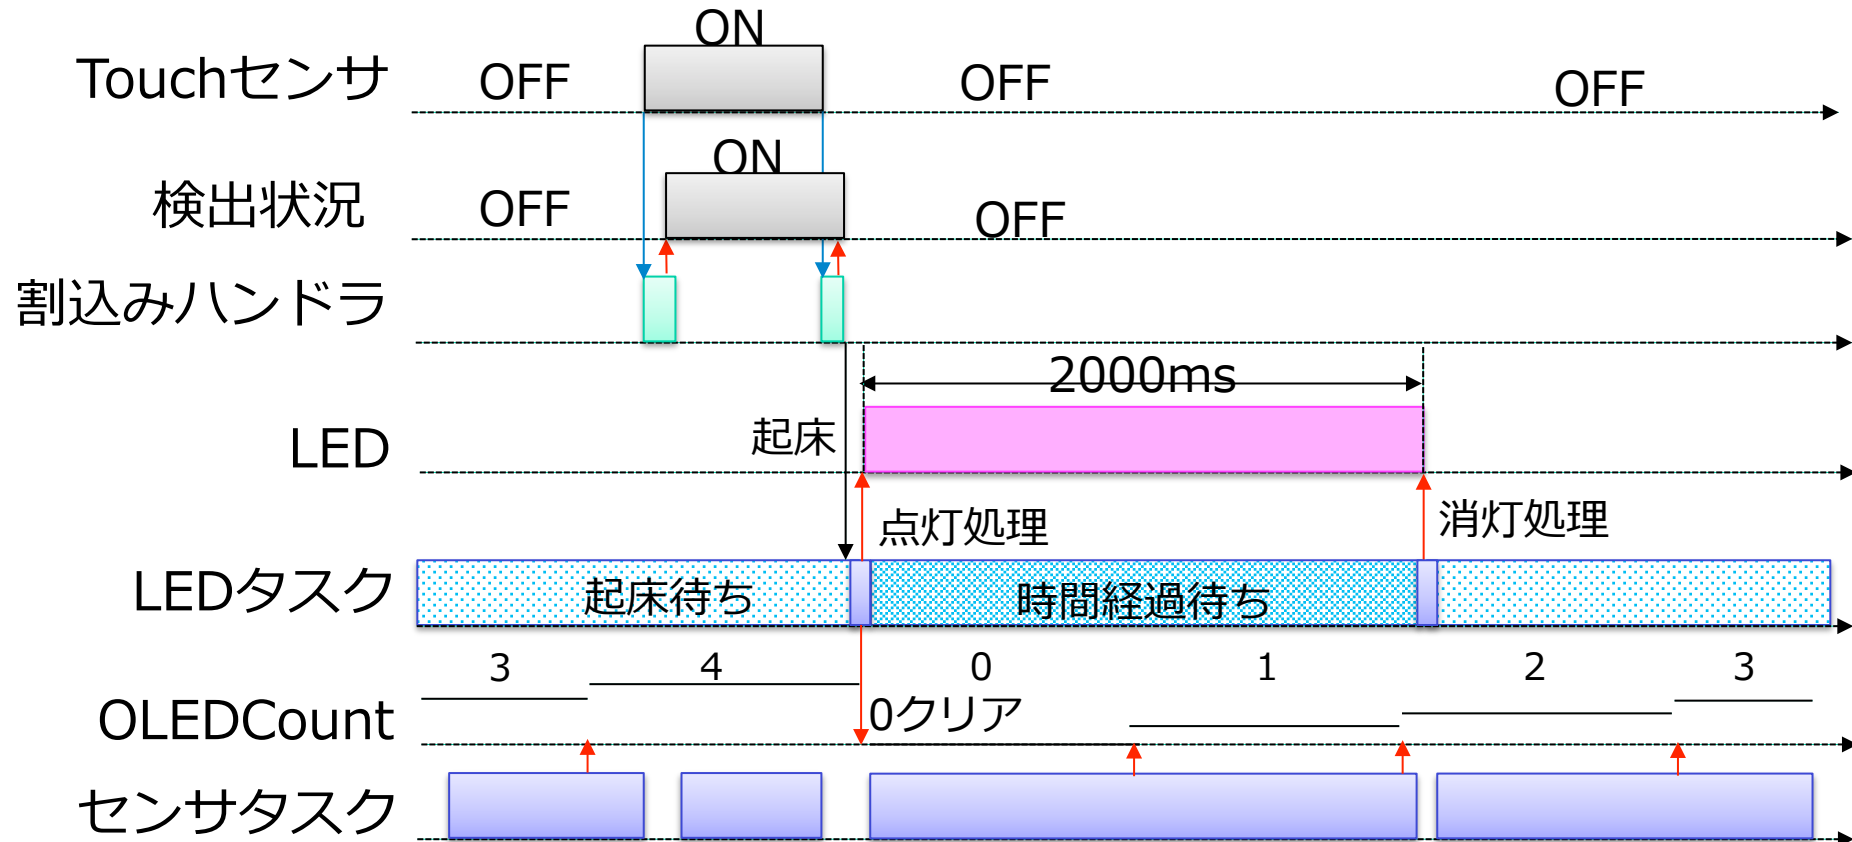 ON
Touchセンサ OFF OFF OFF
ON
検出状況 OFF OFF
割込みハンドラ
2000ms
LED 起床
点灯処理 消灯処理
LEDタスク 起床待ち 時間経過待ち
3 4 0 1 2 3
OLEDCount 0クリア
センサタスク